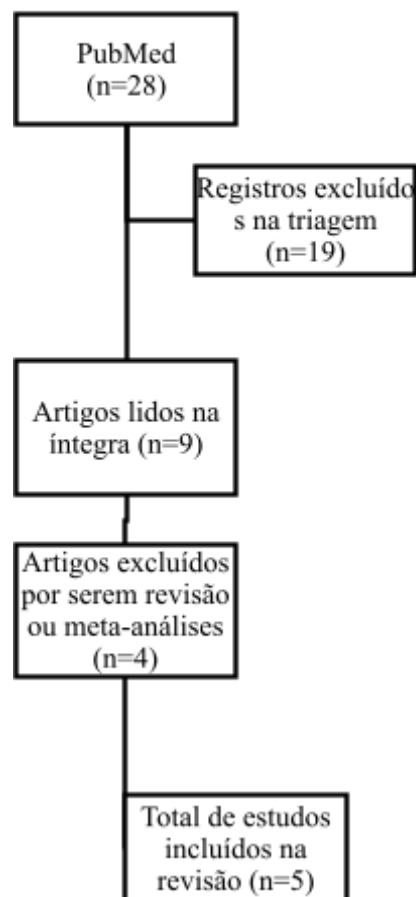 PubMed
(n=28)
Registros excluído
s na triagem
(n=19)
Artigos lidos na
íntegra (n=9)
Artigos excluídos
por serem revisão
ou meta-análises
(n=4)
Total de estudos
incluídos na
revisão (n=5)